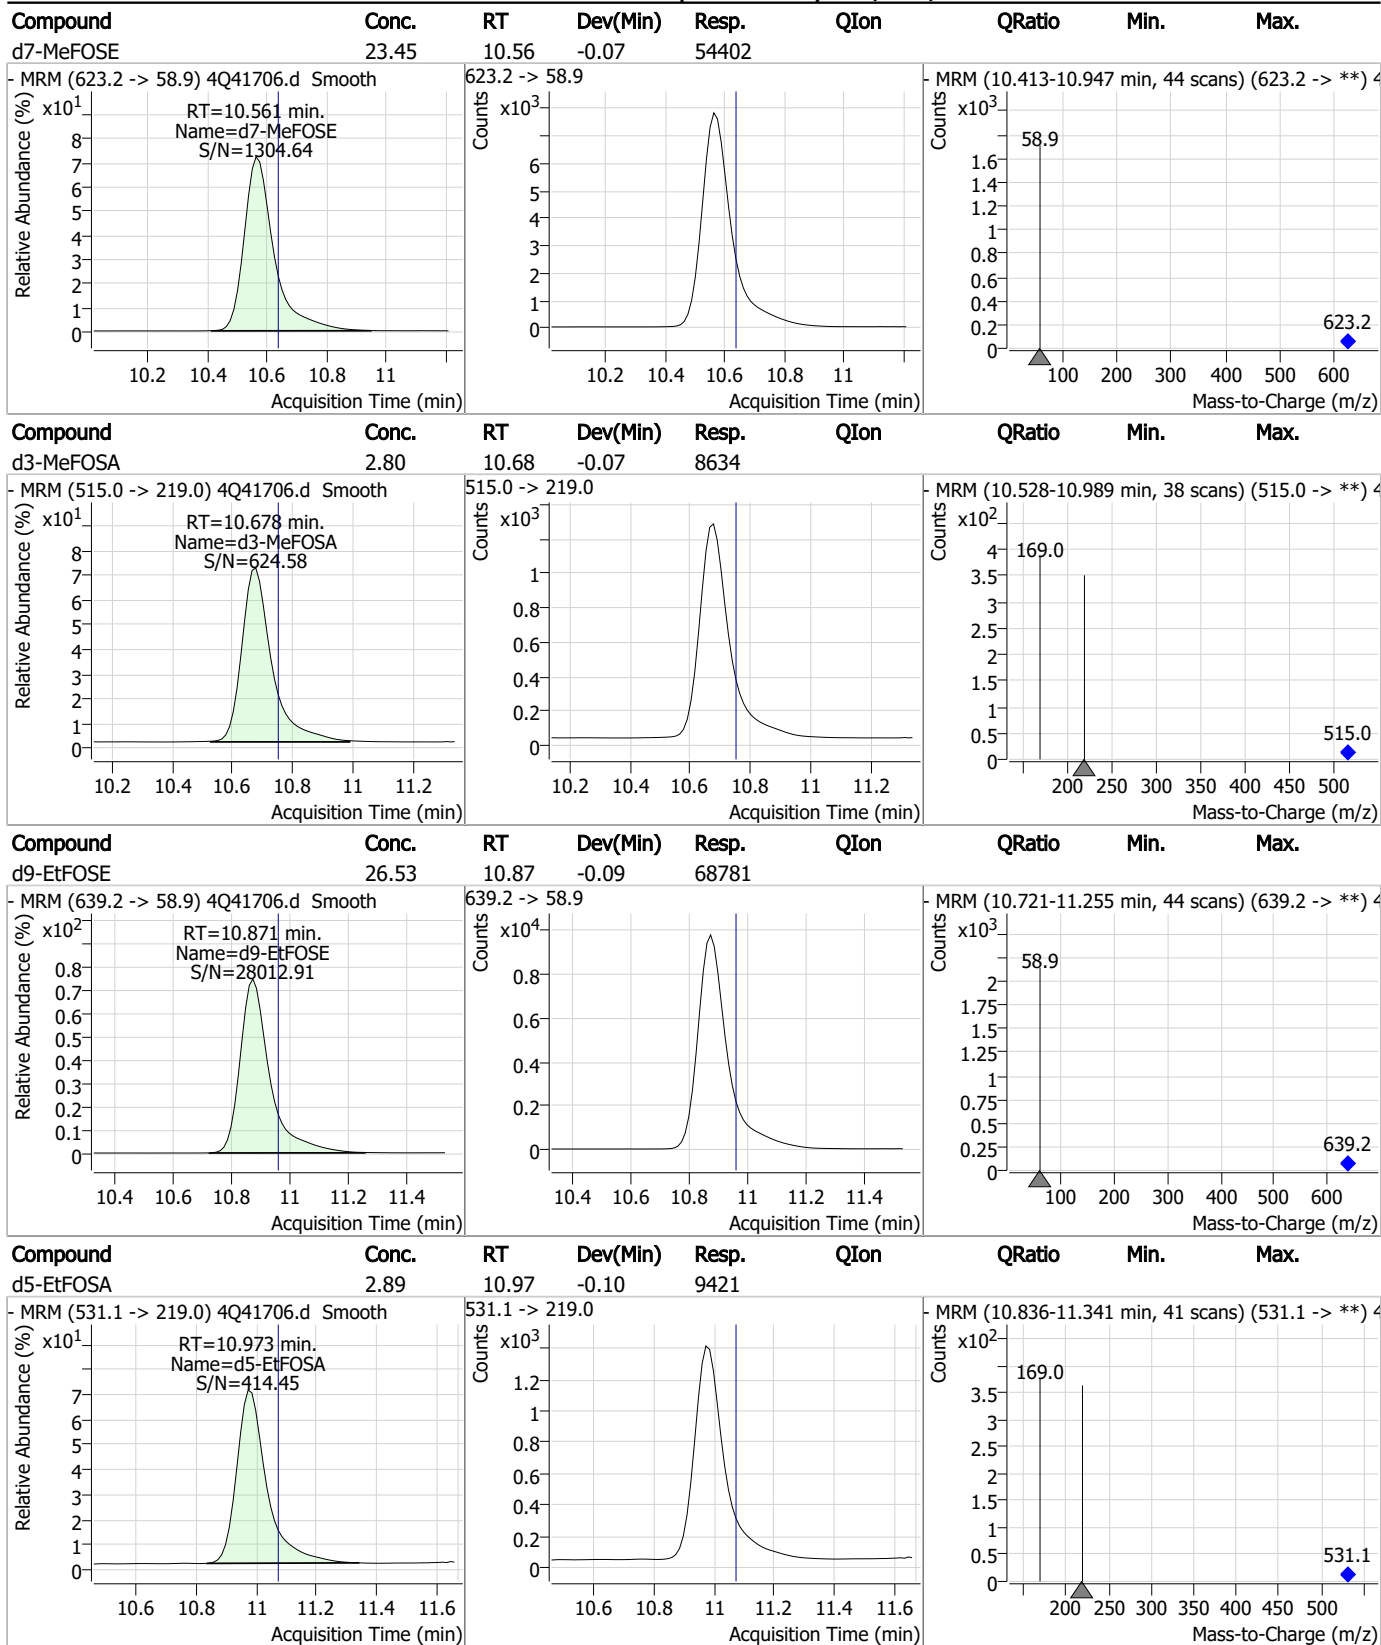 Compound Conc. RT Dev(Min) Resp. QIon QRatio Min. Max.
d7-MeFOSE 23.45 10.56 -0.07 54402
- MRM (623.2 -> 58.9) 4Q41706.d Smooth
RT=10.561 min.
Name=d7-MeFOSE
S/N=1304.64
x10¹
Relative Abundance (%)
8
7
6
5
4
3
2
1
0
10.2 10.4 10.6 10.8 11
Acquisition Time (min)
623.2 -> 58.9
Counts
x10³
6
5
4
3
2
1
0
10.2 10.4 10.6 10.8 11
Acquisition Time (min)
- MRM (10.413-10.947 min, 44 scans) (623.2 -> **) 4
Counts
x10³
58.9
1.6
1.4
1.2
1
0.8
0.6
0.4
0.2
0
623.2
100 200 300 400 500 600
Mass-to-Charge (m/z)
Compound Conc. RT Dev(Min) Resp. QIon QRatio Min. Max.
d3-MeFOSA 2.80 10.68 -0.07 8634
- MRM (515.0 -> 219.0) 4Q41706.d Smooth
RT=10.678 min.
Name=d3-MeFOSA
S/N=624.58
x10¹
Relative Abundance (%)
8
7
6
5
4
3
2
1
0
10.2 10.4 10.6 10.8 11 11.2
Acquisition Time (min)
515.0 -> 219.0
Counts
x10³
1
0.8
0.6
0.4
0.2
0
10.2 10.4 10.6 10.8 11 11.2
Acquisition Time (min)
- MRM (10.528-10.989 min, 38 scans) (515.0 -> **) 4
Counts
x10²
169.0
4
3.5
3
2.5
2
1.5
1
0.5
0
515.0
200 250 300 350 400 450 500
Mass-to-Charge (m/z)
Compound Conc. RT Dev(Min) Resp. QIon QRatio Min. Max.
d9-EtFOSE 26.53 10.87 -0.09 68781
- MRM (639.2 -> 58.9) 4Q41706.d Smooth
RT=10.871 min.
Name=d9-EtFOSE
S/N=28012.91
x10²
Relative Abundance (%)
0.8
0.7
0.6
0.5
0.4
0.3
0.2
0.1
0
10.4 10.6 10.8 11 11.2 11.4
Acquisition Time (min)
639.2 -> 58.9
Counts
x10⁴
0.8
0.6
0.4
0.2
0
10.4 10.6 10.8 11 11.2 11.4
Acquisition Time (min)
- MRM (10.721-11.255 min, 44 scans) (639.2 -> **) 4
Counts
x10³
58.9
2
1.75
1.5
1.25
1
0.75
0.5
0.25
0
639.2
100 200 300 400 500 600
Mass-to-Charge (m/z)
Compound Conc. RT Dev(Min) Resp. QIon QRatio Min. Max.
d5-EtFOSA 2.89 10.97 -0.10 9421
- MRM (531.1 -> 219.0) 4Q41706.d Smooth
RT=10.973 min.
Name=d5-EtFOSA
S/N=414.45
x10¹
Relative Abundance (%)
7
6
5
4
3
2
1
0
10.6 10.8 11 11.2 11.4 11.6
Acquisition Time (min)
531.1 -> 219.0
Counts
x10³
1.2
1
0.8
0.6
0.4
0.2
0
10.6 10.8 11 11.2 11.4 11.6
Acquisition Time (min)
- MRM (10.836-11.341 min, 41 scans) (531.1 -> **) 4
Counts
x10²
169.0
3.5
3
2.5
2
1.5
1
0.5
0
531.1
200 250 300 350 400 450 500
Mass-to-Charge (m/z)